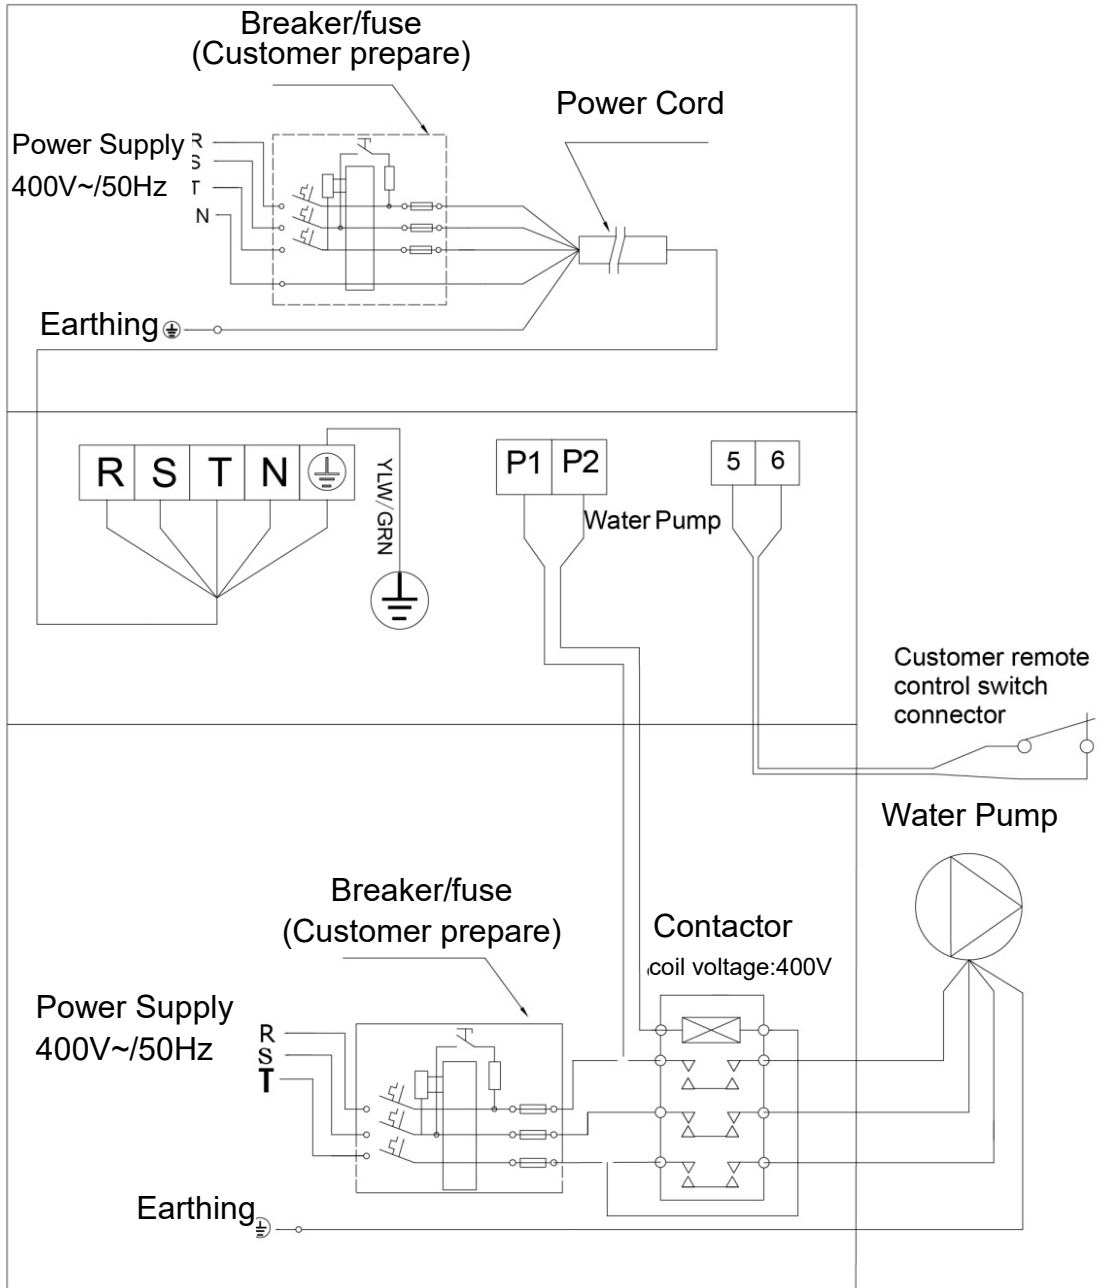 Breaker/fuse
(Customer prepare)
Power Cord
Power Supply
400V~/50Hz
R
S
T
N
Earthing
R S T N
YLW/GRN
P1 P2
Water Pump
5 6
Customer remote
control switch
connector
Water Pump
Breaker/fuse
(Customer prepare)
Contactor
coil voltage:400V
Power Supply
400V~/50Hz
R
S
T
Earthing